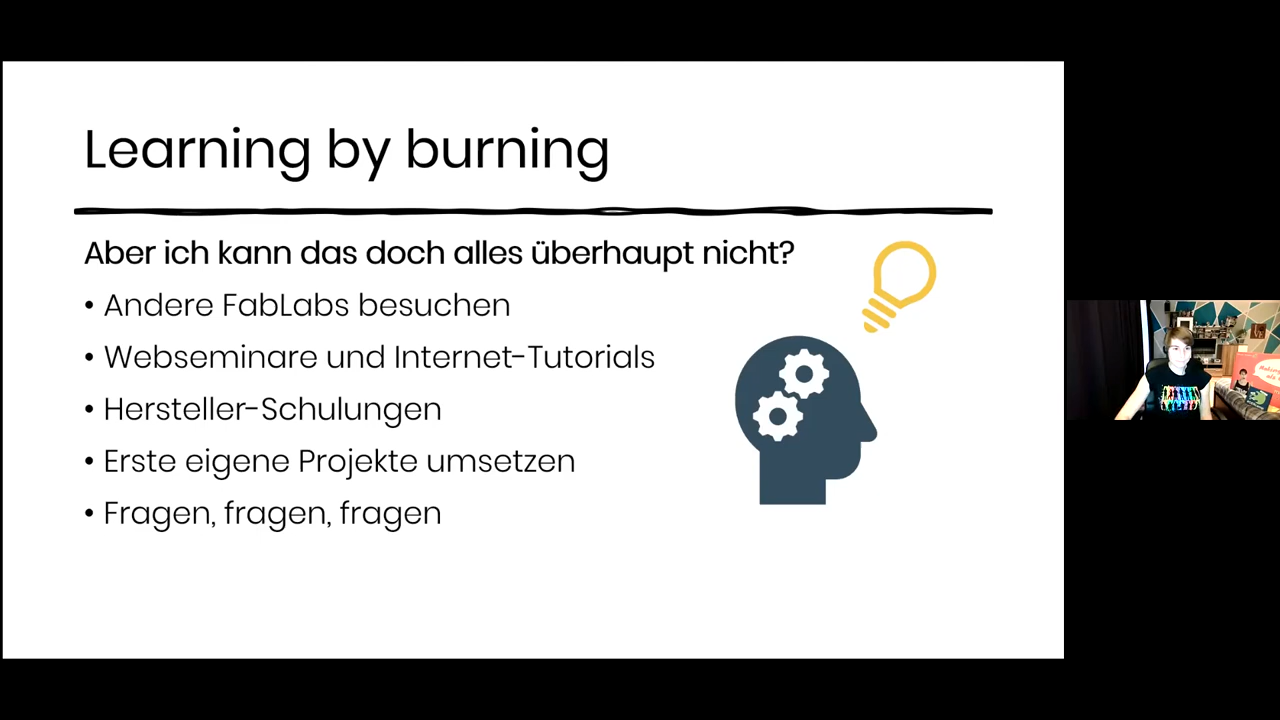 Learning by burning
Aber ich kann das doch alles überhaupt nicht?
• Andere FabLabs besuchen
• Webseminare und Internet-Tutorials
• Hersteller-Schulungen
• Erste eigene Projekte umsetzen
• Fragen, fragen, fragen